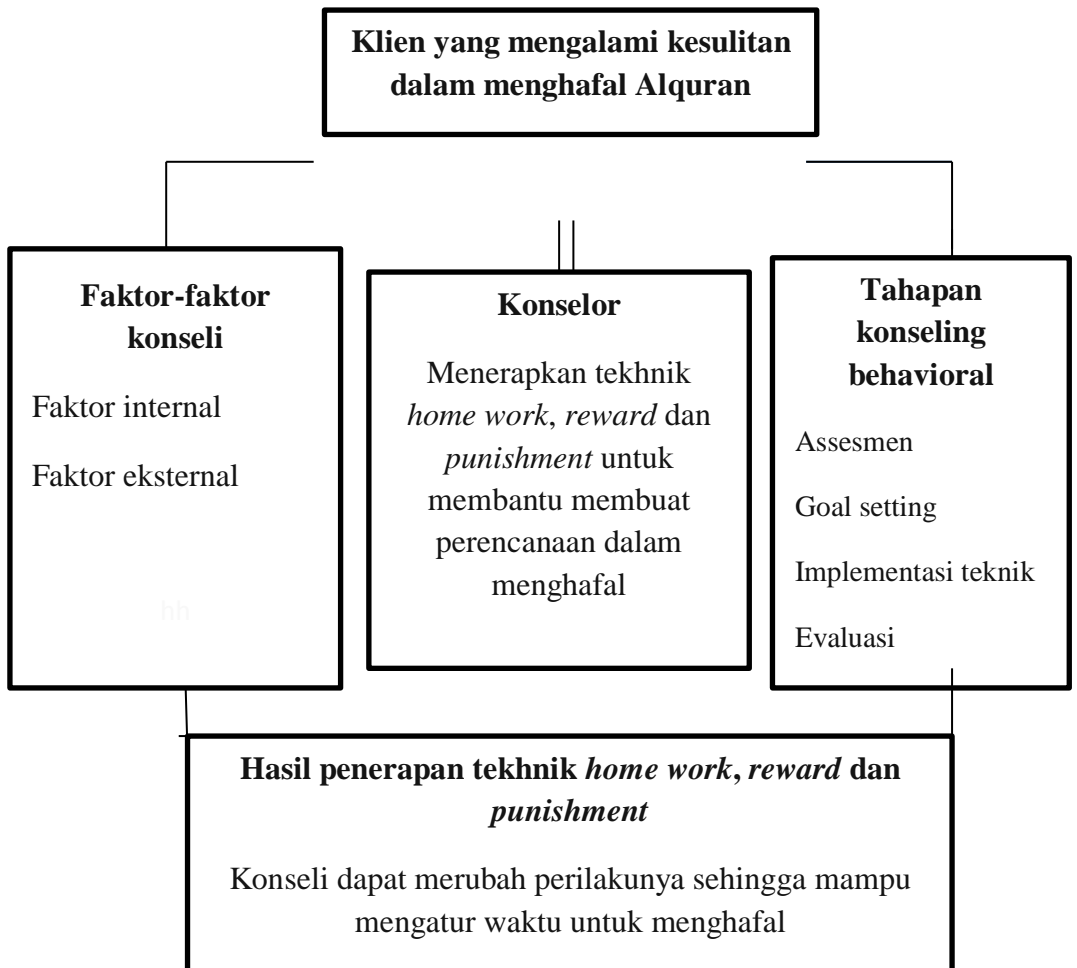 Klien yang mengalami kesulitan
dalam menghafal Alquran
Faktor-faktor
konseli
Faktor internal
Faktor eksternal
hh
Konselor
Menerapkan tekhnik
home work, reward dan
punishment untuk
membantu membuat
perencanaan dalam
menghafal
Tahapan
konseling
behavioral
Assesmen
Goal setting
Implementasi teknik
Evaluasi
Hasil penerapan tekhnik home work, reward dan
punishment
Konseli dapat merubah perilakunya sehingga mampu
mengatur waktu untuk menghafal